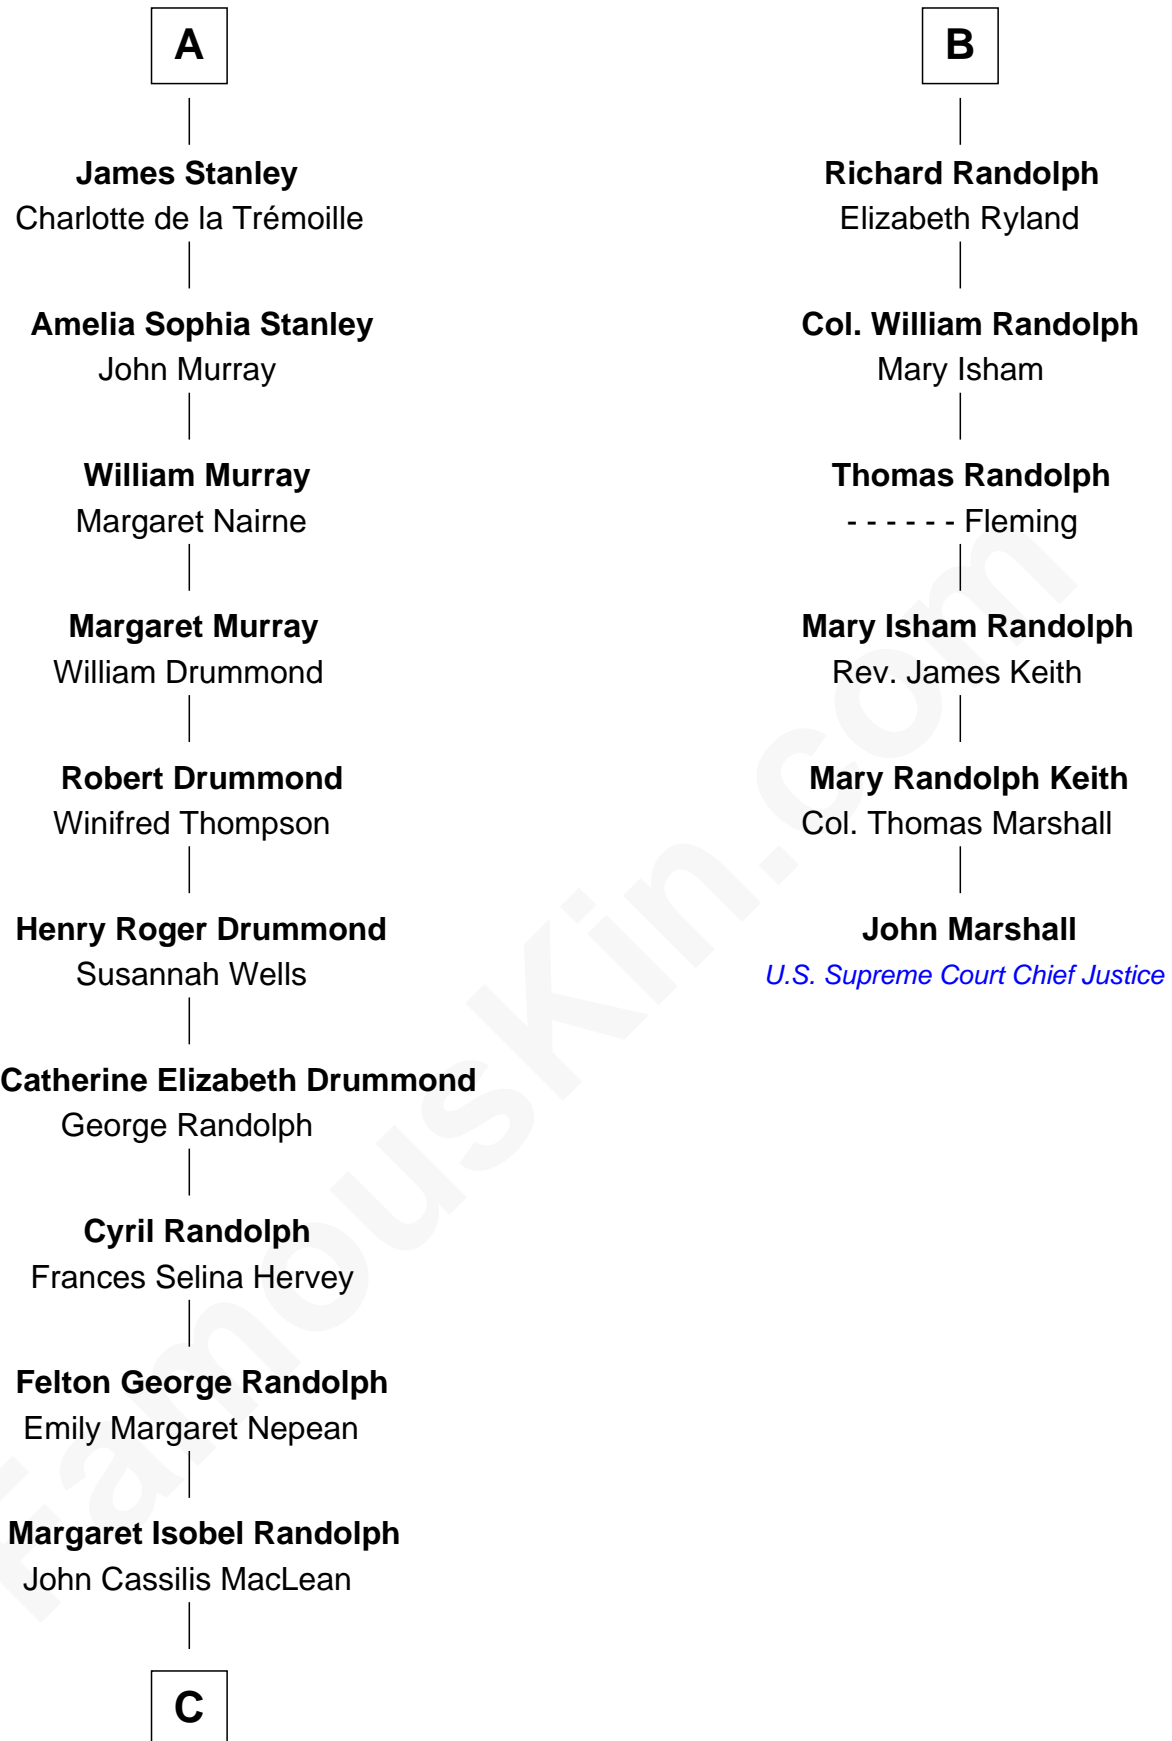 A
James Stanley
Charlotte de la Trémoille
Amelia Sophia Stanley
John Murray
William Murray
Margaret Nairne
Margaret Murray
William Drummond
Robert Drummond
Winifred Thompson
Henry Roger Drummond
Susannah Wells
Catherine Elizabeth Drummond
George Randolph
Cyril Randolph
Frances Selina Hervey
Felton George Randolph
Emily Margaret Nepean
Margaret Isobel Randolph
John Cassilis MacLean
C
B
Richard Randolph
Elizabeth Ryland
Col. William Randolph
Mary Isham
Thomas Randolph
- - - - - - Fleming
Mary Isham Randolph
Rev. James Keith
Mary Randolph Keith
Col. Thomas Marshall
John Marshall
U.S. Supreme Court Chief Justice
FamousKin.com